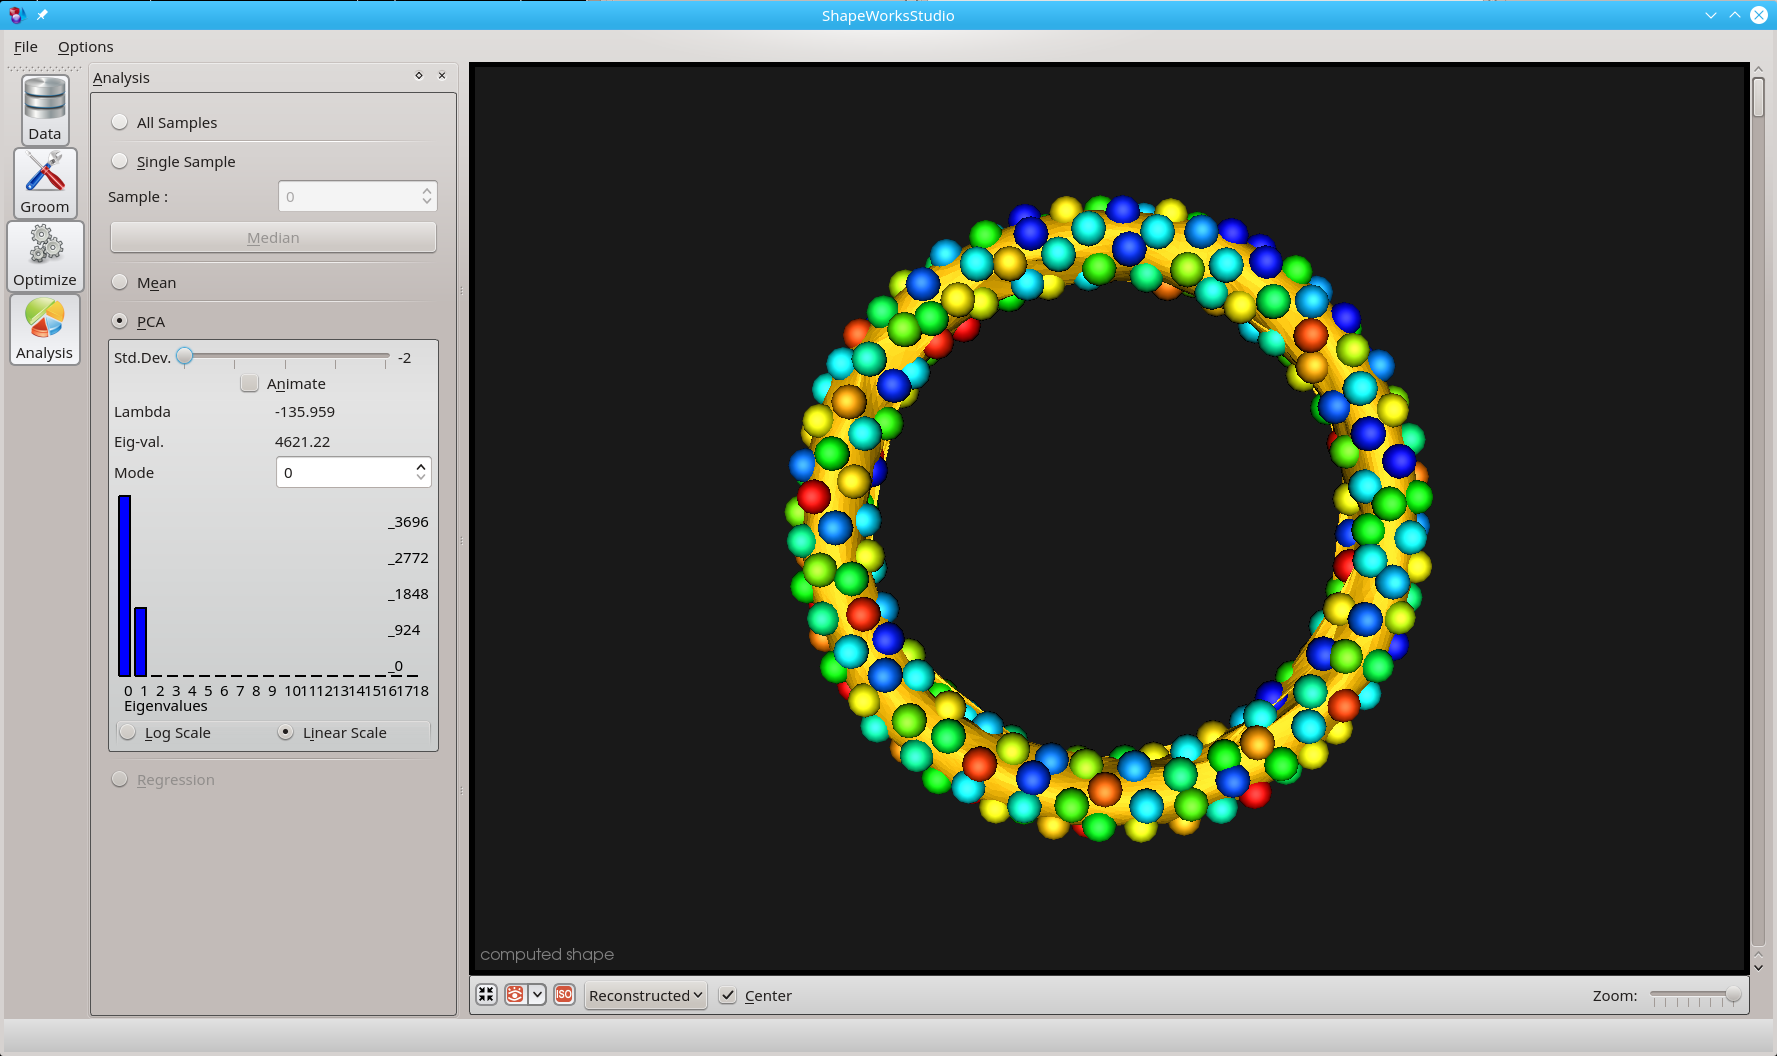 ShapeWorksStudio
File Options
Data
Groom
Optimize
Analysis
Analysis
All Samples
Single Sample
Sample : 0
Median
Mean
PCA
Std.Dev. -2
Animate
Lambda -135.959
Eig-val. 4621.22
Mode 0
_3696
_2772
_1848
_924
_0
0 1 2 3 4 5 6 7 8 9 10 11 12 13 14 15 16 17 18
Eigenvalues
Log Scale Linear Scale
Regression
computed shape
ISO Reconstructed Center Zoom: